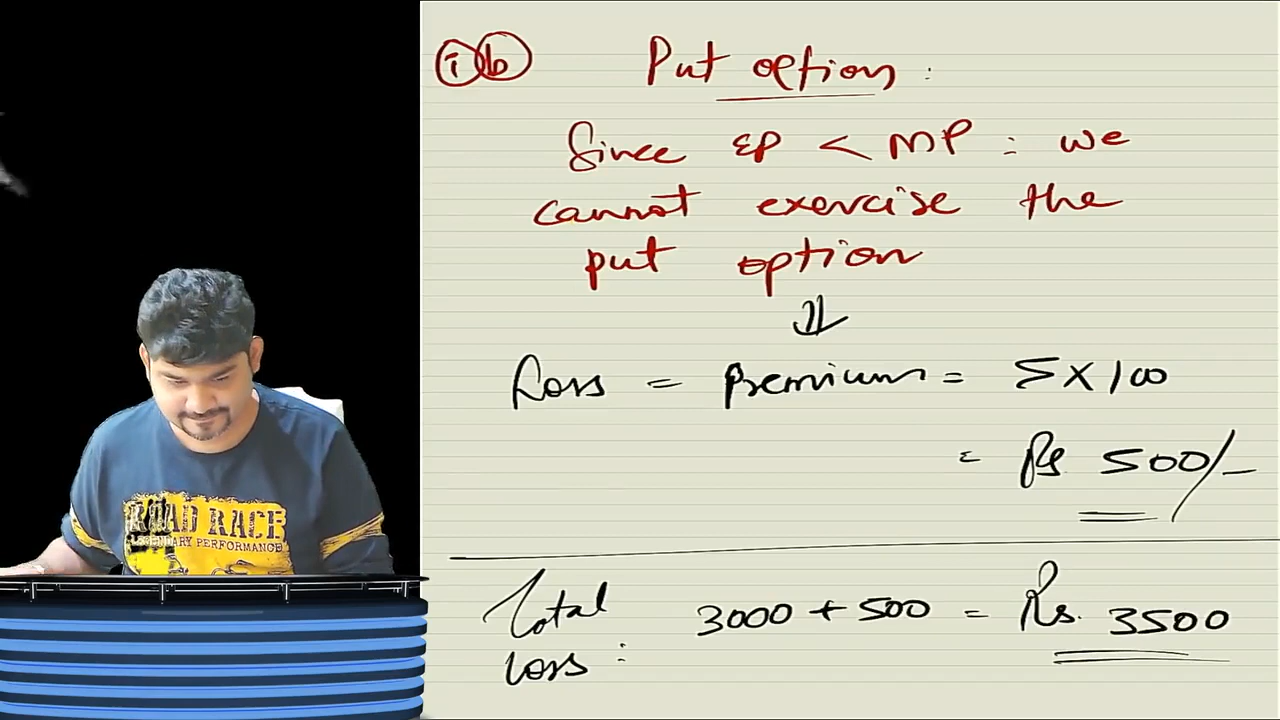 i b Put option :
Since EP < MP : we
cannot exercise the
put option
⇓
Loss = Premium = 5 X 100
= Rs 500/-
Total 3000 + 500 = Rs. 3500
Loss :
ROAD RACE
LEGENDARY PERFORMANCE